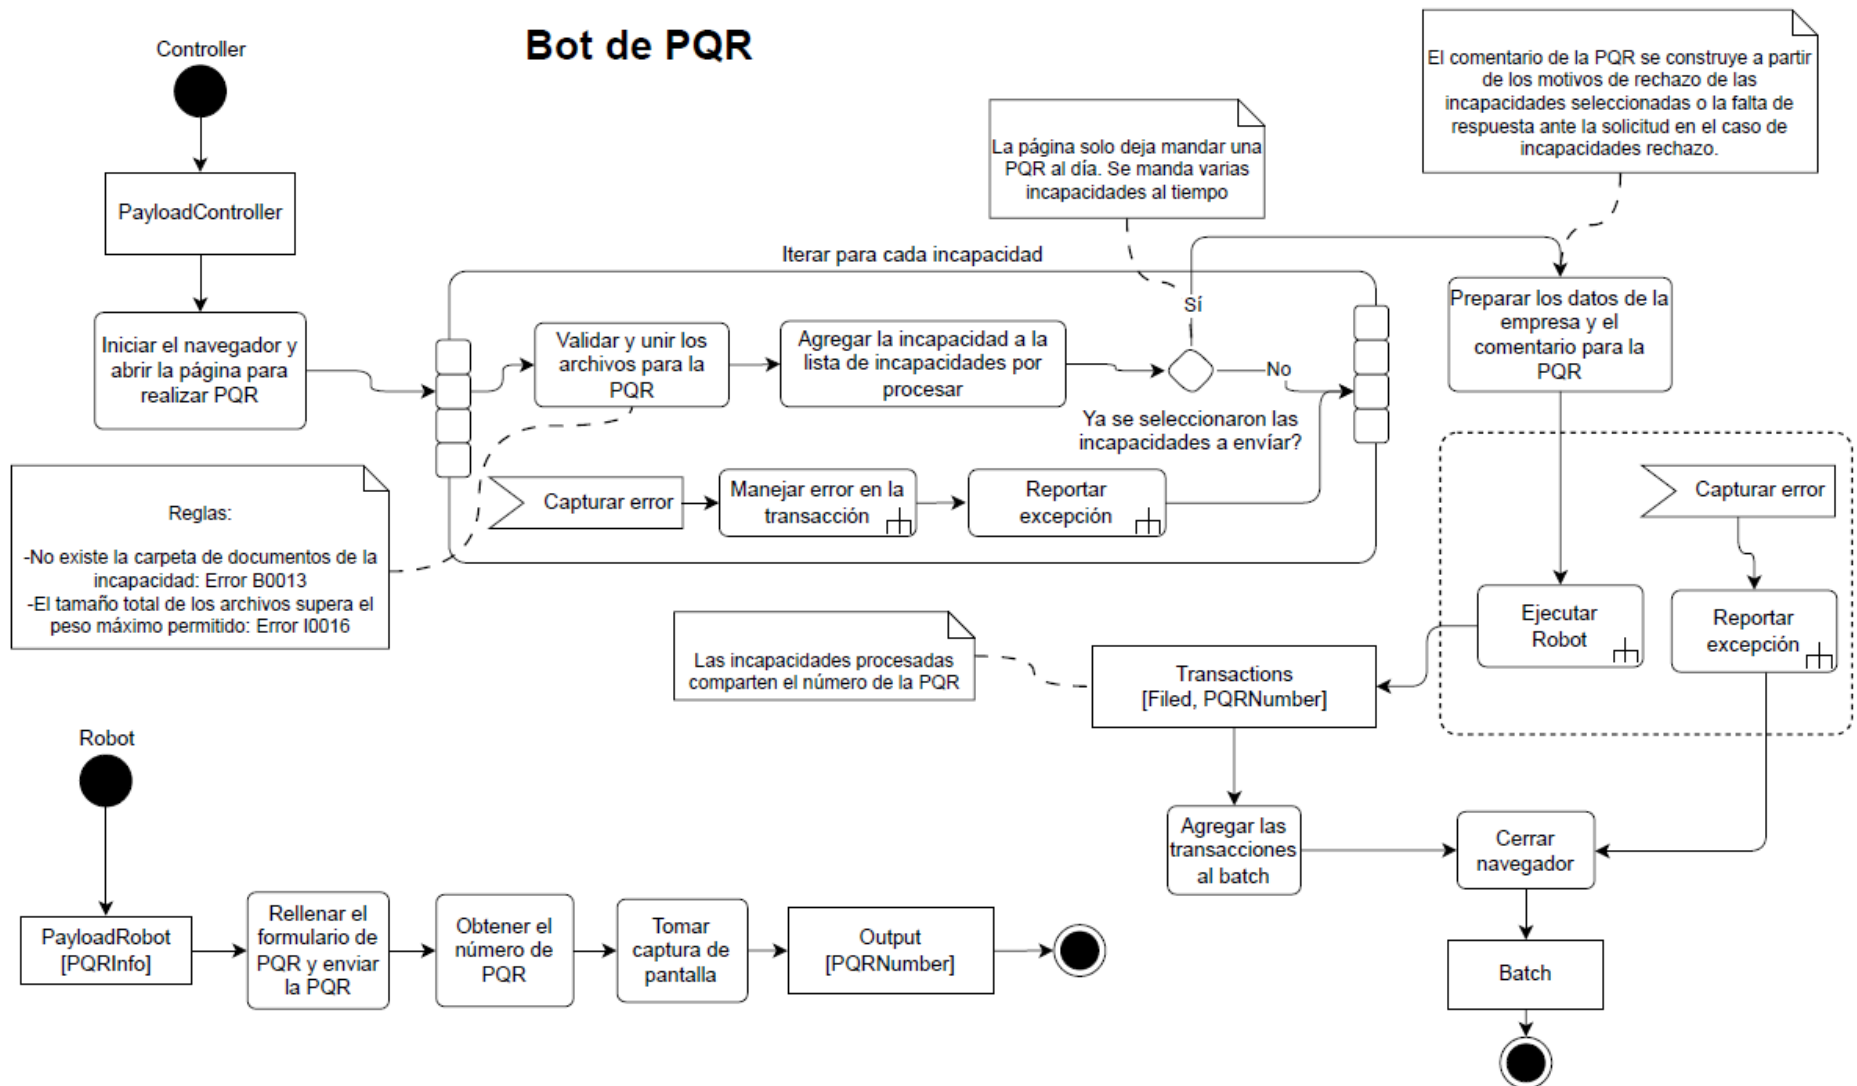 Bot de PQR
Controller
PayloadController
Iniciar el navegador y
abrir la página para
realizar PQR
Iterar para cada incapacidad
Validar y unir los
archivos para la
PQR
Agregar la incapacidad a la
lista de incapacidades por
procesar
Sí
No
Ya se seleccionaron las
incapacidades a envíar?
Capturar error
Manejar error en la
transacción
Reportar
excepción
La página solo deja mandar una
PQR al día. Se manda varias
incapacidades al tiempo
El comentario de la PQR se construye a partir
de los motivos de rechazo de las
incapacidades seleccionadas o la falta de
respuesta ante la solicitud en el caso de
incapacidades rechazo.
Preparar los datos de la
empresa y el
comentario para la
PQR
Reglas:
-No existe la carpeta de documentos de la
incapacidad: Error B0013
-El tamaño total de los archivos supera el
peso máximo permitido: Error I0016
Capturar error
Ejecutar
Robot
Reportar
excepción
Las incapacidades procesadas
comparten el número de la PQR
Transactions
[Filed, PQRNumber]
Agregar las
transacciones
al batch
Cerrar
navegador
Batch
Robot
PayloadRobot
[PQRInfo]
Rellenar el
formulario de
PQR y enviar
la PQR
Obtener el
número de
PQR
Tomar
captura de
pantalla
Output
[PQRNumber]